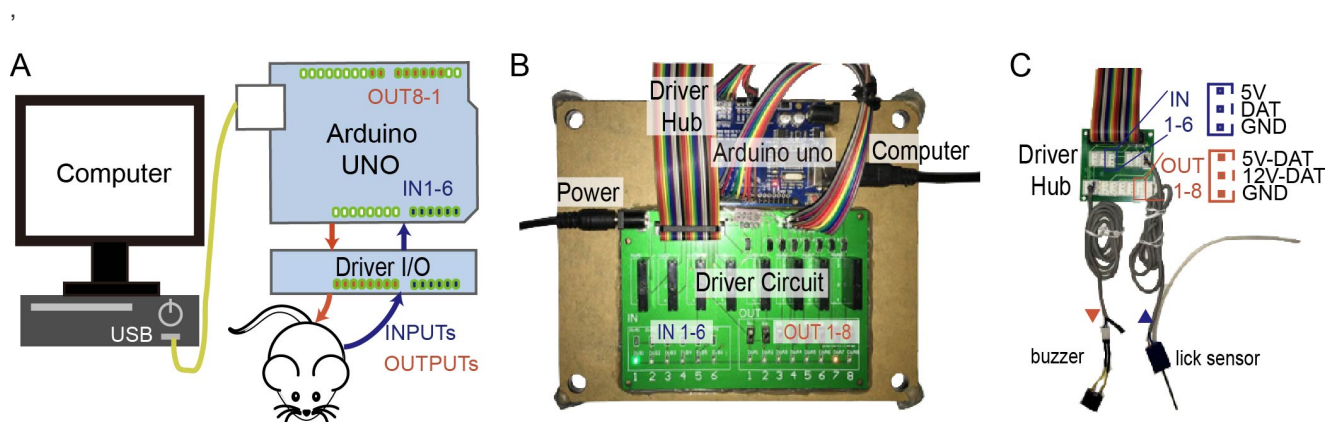 ,
A
Computer
USB
OUT8-1
Arduino
UNO
IN1-6
Driver I/O
INPUTs
OUTPUTs
B
Driver
Hub
Arduino uno
Computer
Power
Driver Circuit
IN
OUT
IN 1-6
OUT 1-8
1 2 3 4 5 6
1 2 3 4 5 6 7 8
C
IN
1-6
5V
DAT
GND
Driver
Hub
OUT
1-8
5V-DAT
12V-DAT
GND
buzzer
lick sensor